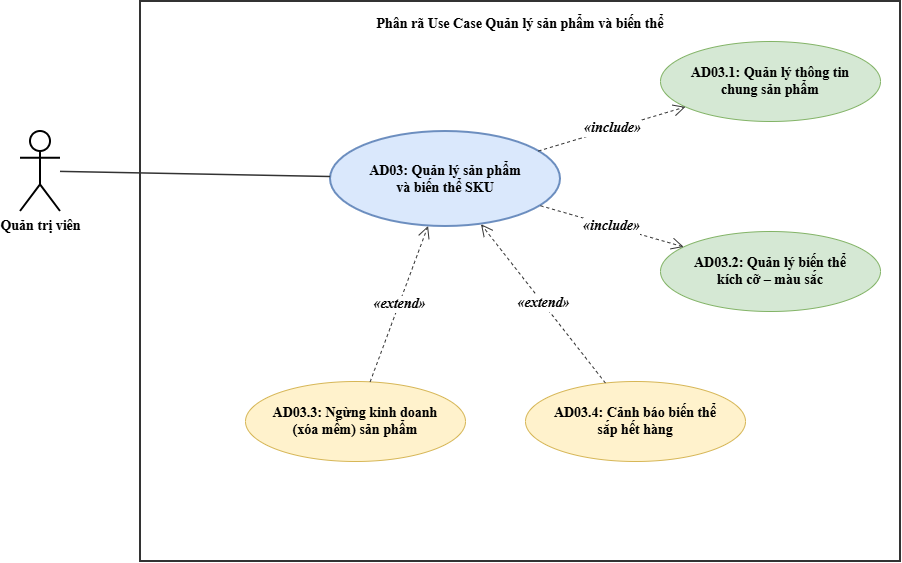 Phân rã Use Case Quản lý sản phẩm và biến thể
AD03.1: Quản lý thông tin
chung sản phẩm
«include»
AD03: Quản lý sản phẩm
và biến thể SKU
Quản trị viên
«include»
AD03.2: Quản lý biến thể
kích cỡ – màu sắc
«extend»
«extend»
AD03.3: Ngừng kinh doanh
(xóa mềm) sản phẩm
AD03.4: Cảnh báo biến thể
sắp hết hàng